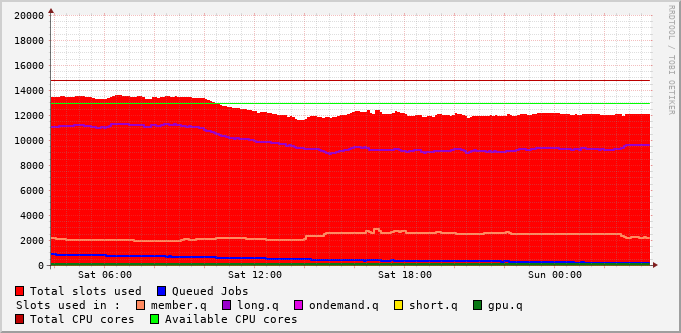 20000
18000
16000
14000
12000
10000
8000
6000
4000
2000
0
Sat 06:00 Sat 12:00 Sat 18:00 Sun 00:00
RRDTOOL / TOBI OETIKER
Total slots used Queued Jobs
Slots used in : member.q long.q ondemand.q short.q gpu.q
Total CPU cores Available CPU cores